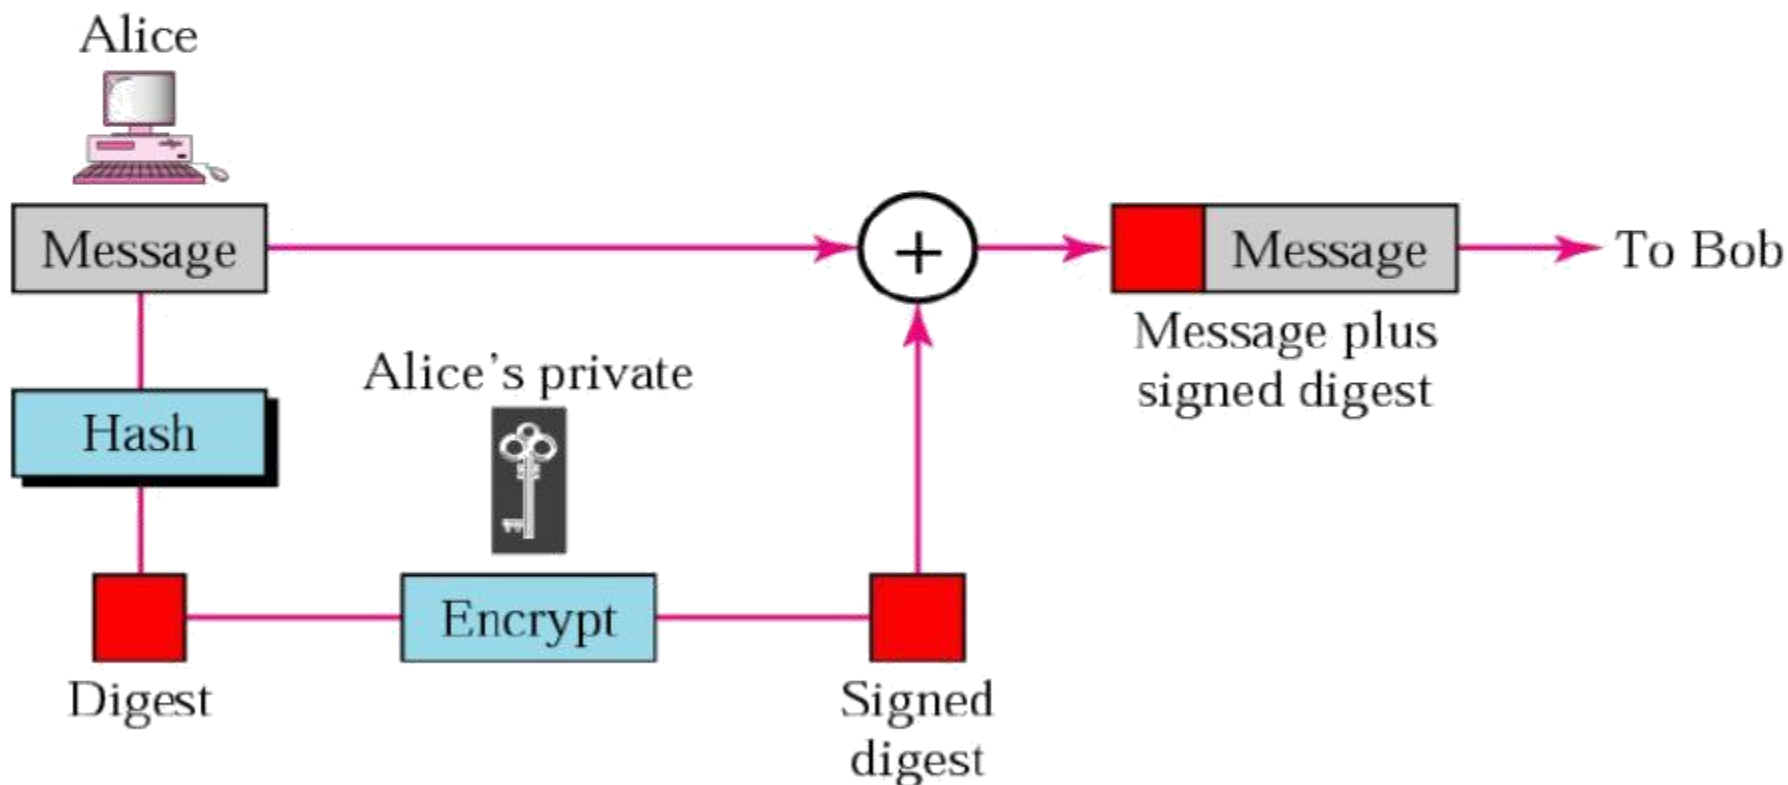 Alice
Message
+
Message
To Bob
Message plus
signed digest
Alice's private
Hash
Encrypt
Digest
Signed
digest